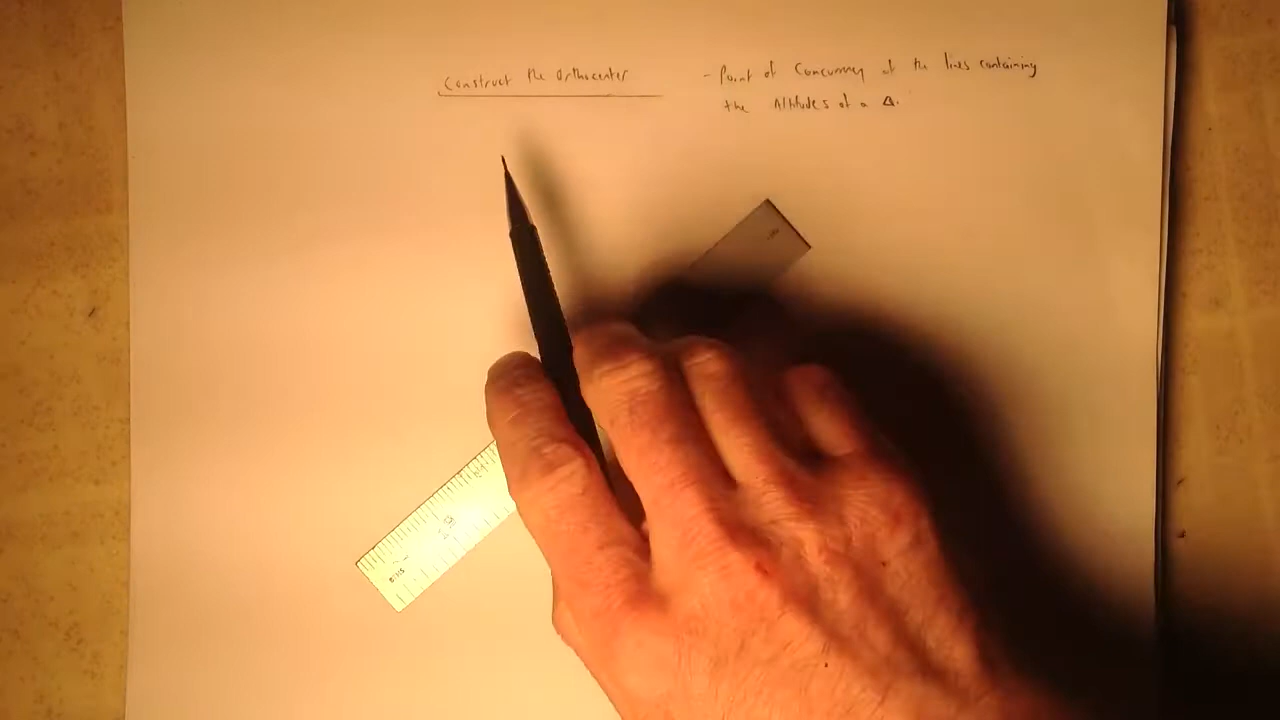 Construct the Orthocenter
- Point of Concurrency of the lines containing
the Altitudes of a Δ.